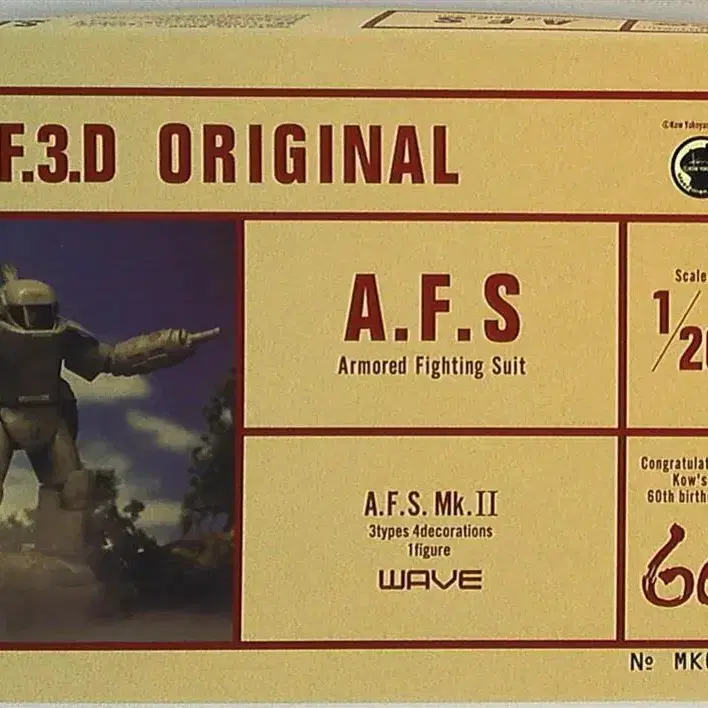 F.3.D ORIGINAL
©Kow Yokoya
A.F.S
Armored Fighting Suit
Scale
1/20
A.F.S. Mk.II
3types 4decorations
1figure
WAVE
Congratulat
Kow's
60th birth
60
№ MK